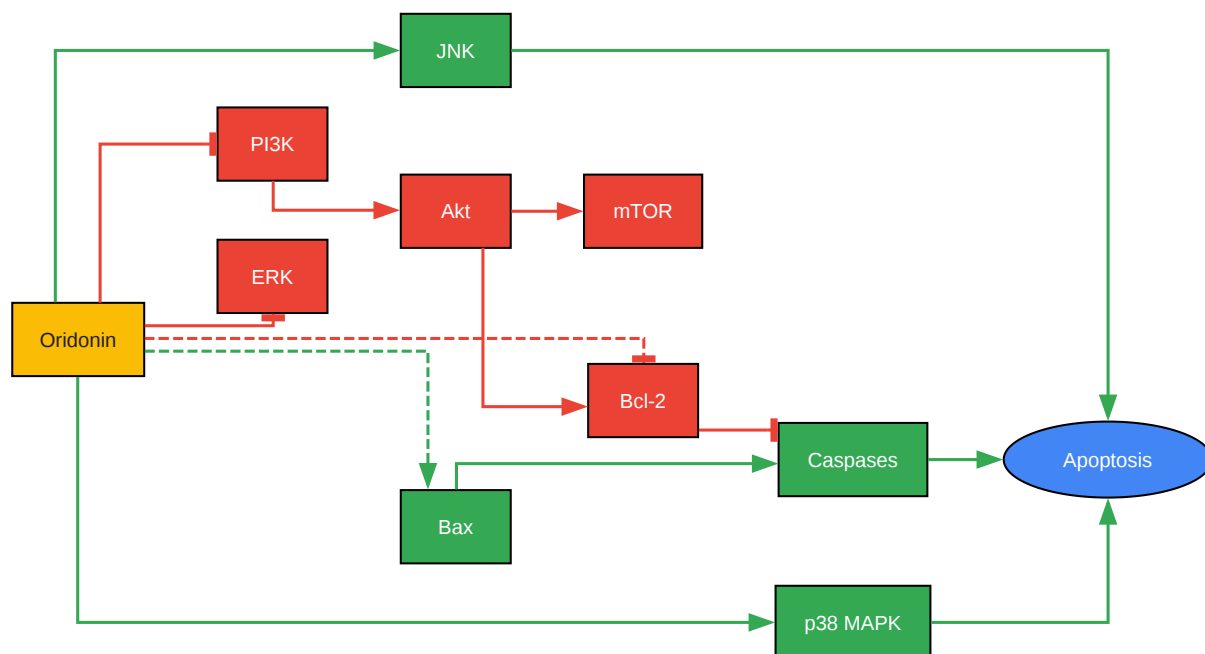 JNK
PI3K
Akt
mTOR
ERK
Oridonin
Bcl-2
Caspases
Apoptosis
Bax
p38 MAPK